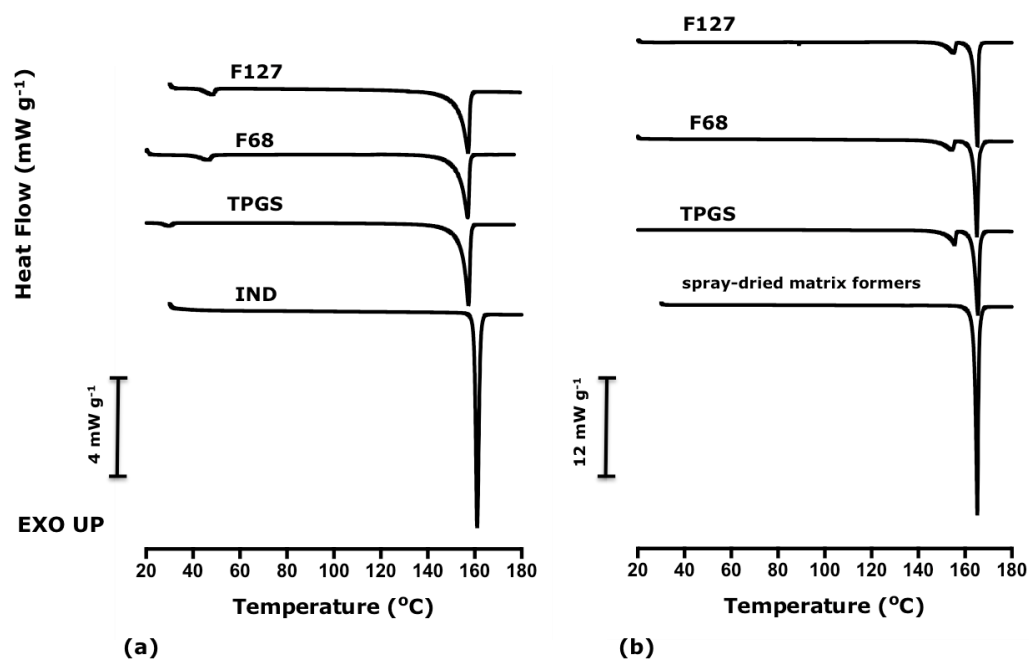 Heat Flow (mW g⁻¹)
F127
F68
TPGS
IND
4 mW g⁻¹
EXO UP
20 40 60 80 100 120 140 160 180
Temperature (ºC)
(a)
F127
F68
TPGS
spray-dried matrix formers
12 mW g⁻¹
20 40 60 80 100 120 140 160 180
Temperature (ºC)
(b)